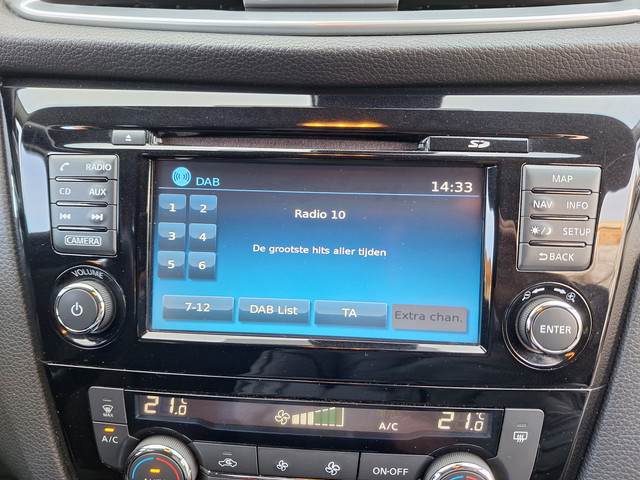 SD
RADIO
CD AUX
CAMERA
VOLUME
DAB 14:33
1 2
3 4
5 6
Radio 10
De grootste hits aller tijden
7-12 DAB List TA Extra chan.
MAP
NAV INFO
SETUP
BACK
ENTER
MAX
A/C
21.0 °C A/C 21.0 °C
ON-OFF